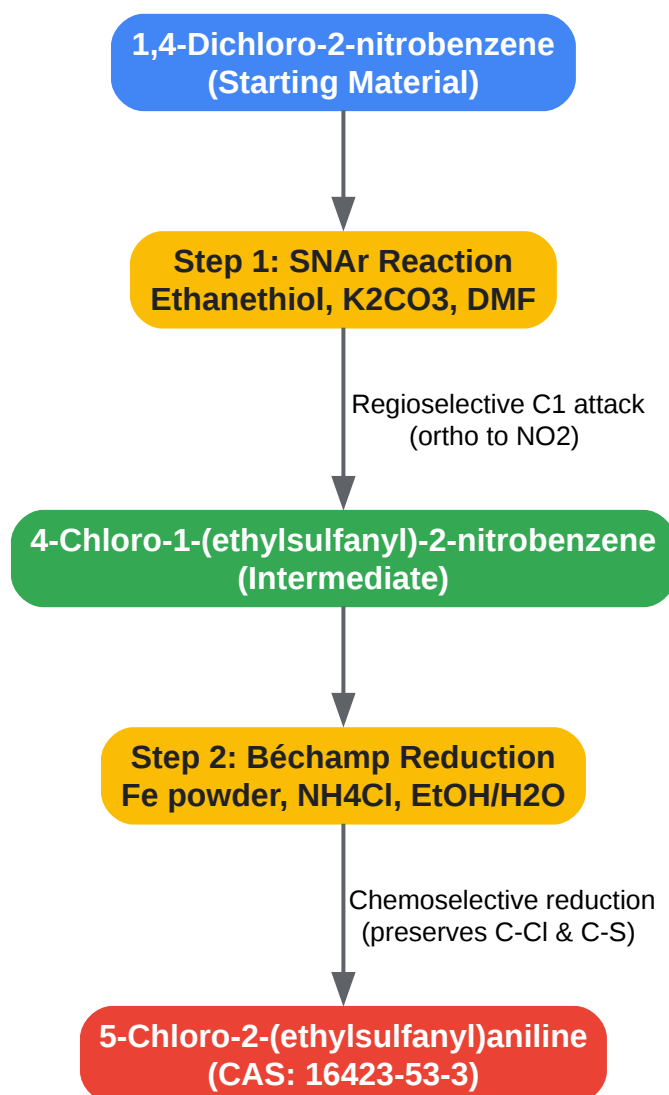 1,4-Dichloro-2-nitrobenzene
(Starting Material)
Step 1: SNAr Reaction
Ethanethiol, K2CO3, DMF
Regioselective C1 attack
(ortho to NO2)
4-Chloro-1-(ethylsulfanyl)-2-nitrobenzene
(Intermediate)
Step 2: Béchamp Reduction
Fe powder, NH4Cl, EtOH/H2O
Chemoselective reduction
(preserves C-Cl & C-S)
5-Chloro-2-(ethylsulfanyl)aniline
(CAS: 16423-53-3)